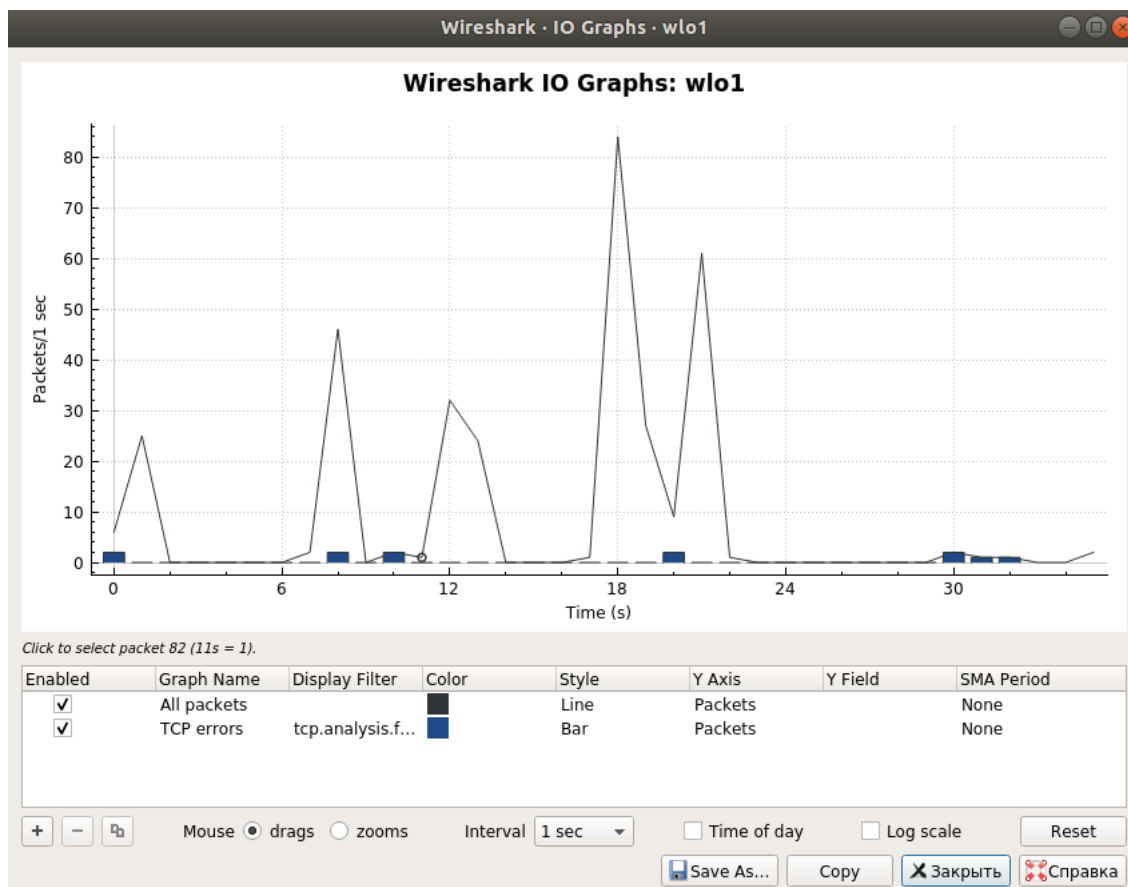 Wireshark · IO Graphs · wlo1
Wireshark IO Graphs: wlo1
80
70
60
50
40
30
20
10
0
Packets/1 sec
0 6 12 18 24 30
Time (s)
Click to select packet 82 (11s = 1).
Enabled Graph Name Display Filter Color Style Y Axis Y Field SMA Period
All packets Line Packets None
TCP errors tcp.analysis.f... Bar Packets None
Mouse drags zooms Interval 1 sec Time of day Log scale Reset
Save As... Copy Закрыть Справка